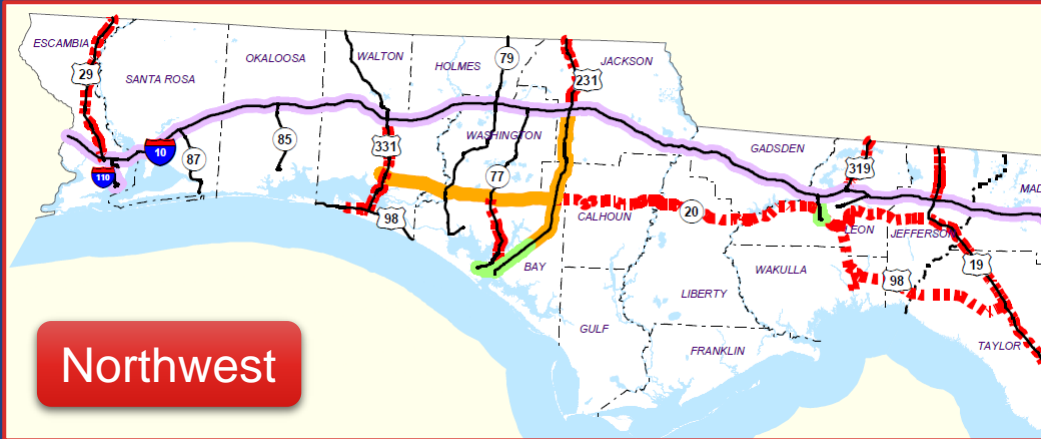 ESCAMBIA
29
SANTA ROSA
OKALOOSA
WALTON
HOLMES
79
JACKSON
231
10
110
87
85
331
WASHINGTON
77
98
GADSDEN
319
MAD
CALHOUN
20
LEON
JEFFERSON
BAY
WAKULLA
19
98
LIBERTY
GULF
FRANKLIN
TAYLOR
Northwest